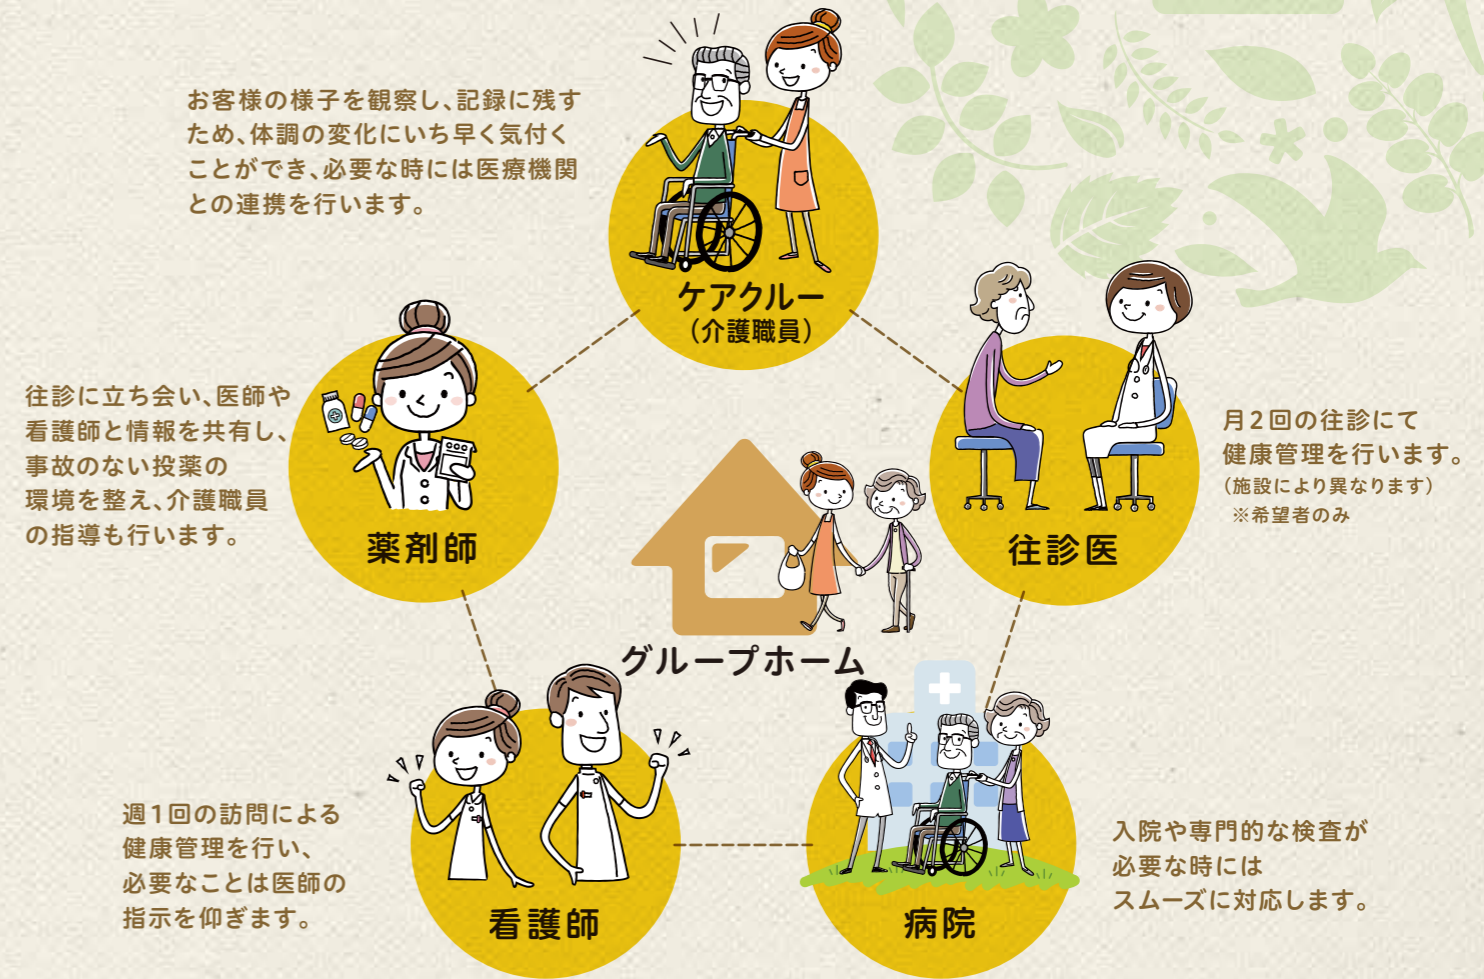 お客様の様子を観察し、記録に残す
ため、体調の変化にいち早く気付く
ことができ、必要な時には医療機関
との連携を行います。
ケアクルー
（介護職員）
往診に立ち会い、医師や
看護師と情報を共有し、
事故のない投薬の
環境を整え、介護職員
の指導も行います。
薬剤師
月2回の往診にて
健康管理を行います。
（施設により異なります）
※希望者のみ
往診医
グループホーム
週1回の訪問による
健康管理を行い、
必要なことは医師の
指示を仰ぎます。
看護師
入院や専門的な検査が
必要な時には
スムーズに対応します。
病院